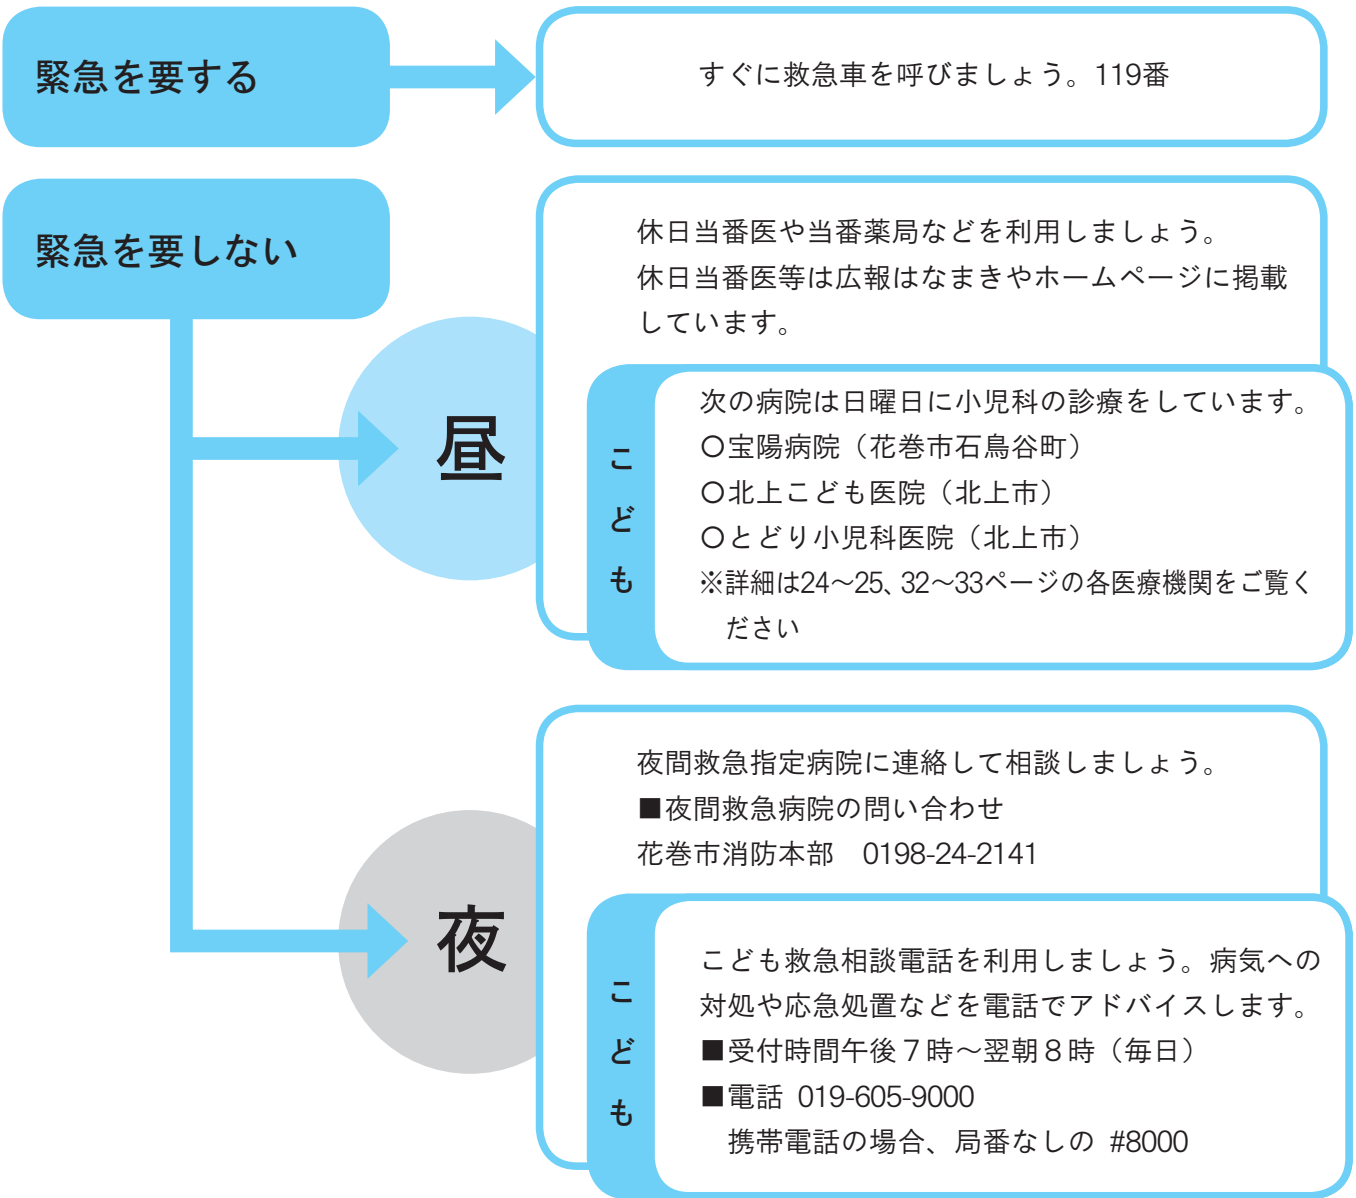 緊急を要する
すぐに救急車を呼びましょう。119番
緊急を要しない
昼
休日当番医や当番薬局などを利用しましょう。
休日当番医等は広報はなまきやホームページに掲載
しています。
こども
次の病院は日曜日に小児科の診療をしています。
〇宝陽病院（花巻市石鳥谷町）
〇北上こども医院（北上市）
〇とどり小児科医院（北上市）
※詳細は24～25、32～33ページの各医療機関をご覧く
ださい
夜
夜間救急指定病院に連絡して相談しましょう。
■夜間救急病院の問い合わせ
花巻市消防本部　0198-24-2141
こども
こども救急相談電話を利用しましょう。病気への
対処や応急処置などを電話でアドバイスします。
■受付時間午後７時～翌朝８時（毎日）
■電話 019-605-9000
携帯電話の場合、局番なしの #8000